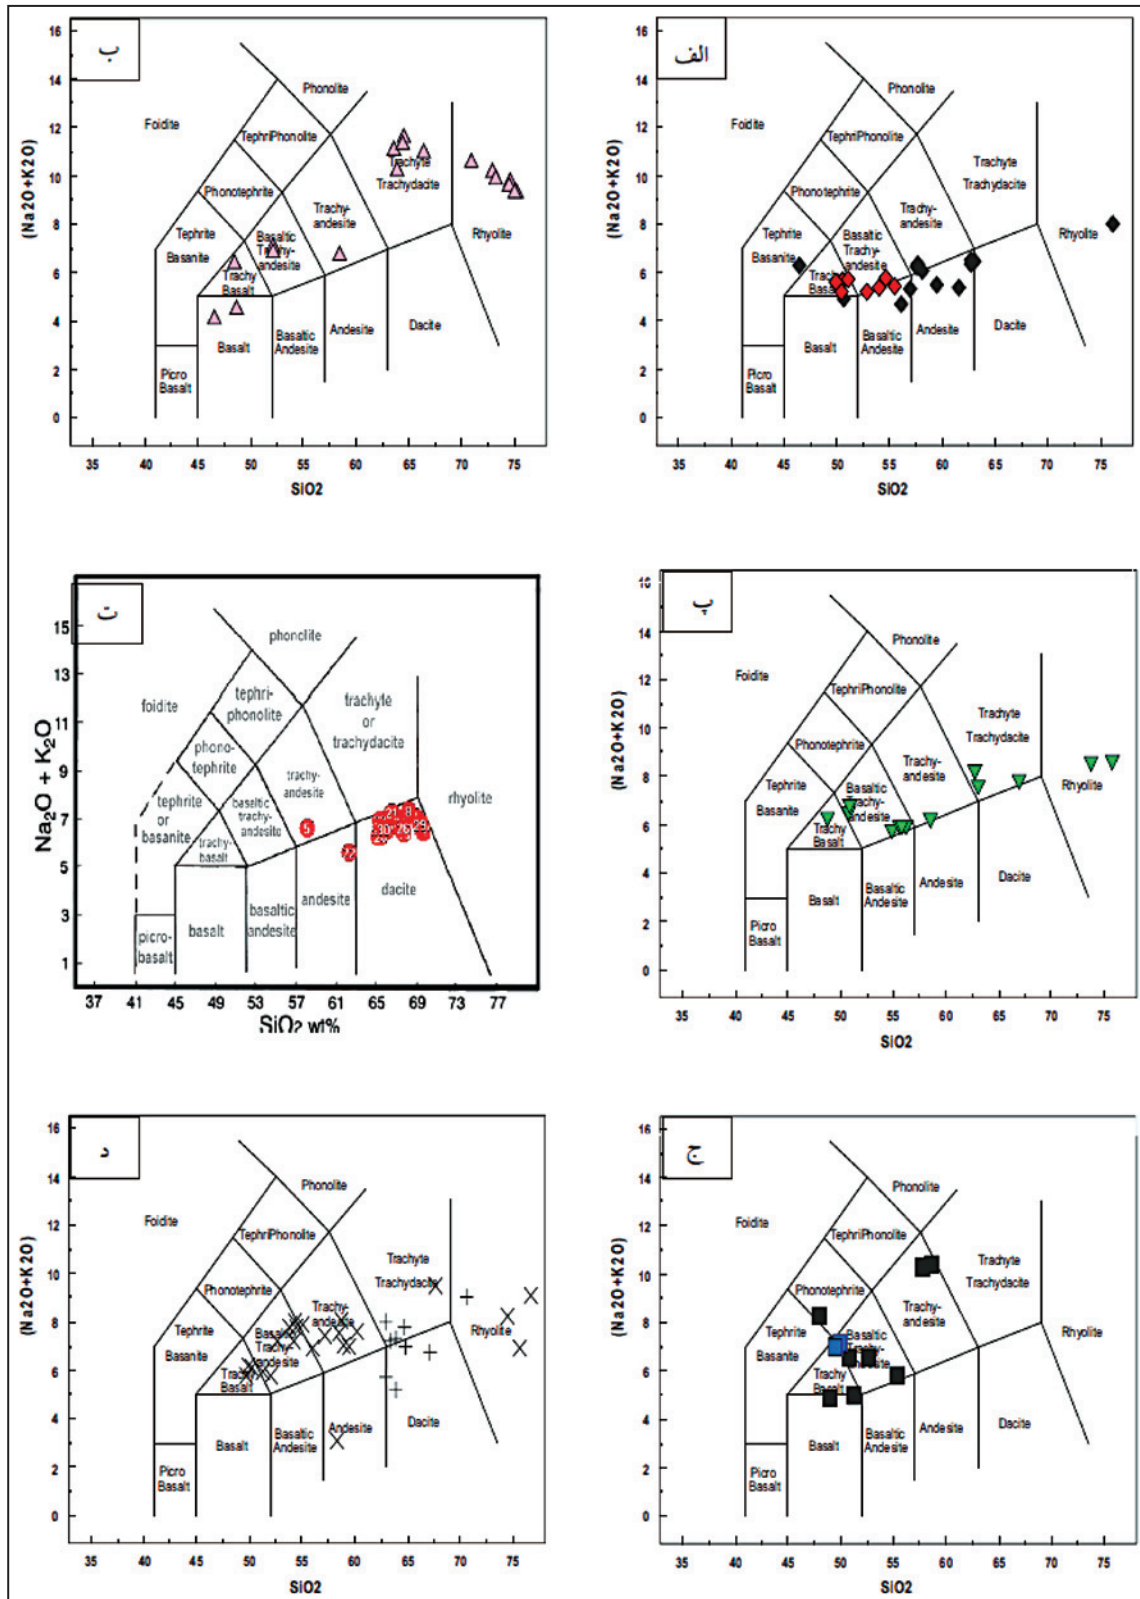 ب
16
14
12
10
8
6
4
2
0
(Na2O+K2O)
Phonolite
Foidite
TephriPhonolite
Trachyte
Trachydacite
Phonotephrite
Trachy-
andesite
Tephrite
Basaltic
Trachy-
andesite
Rhyolite
Basanite
Trachy
Basalt
Dacite
Andesite
Basalt
Basaltic
Andesite
Picro
Basalt
35 40 45 50 55 60 65 70 75
SIO2
الف
16
14
12
10
8
6
4
2
0
(Na2O+K2O)
Phonolite
Foidite
TephriPhonolite
Trachyte
Trachydacite
Phonotephrite
Trachy-
andesite
Tephrite
Basaltic
Trachy-
andesite
Rhyolite
Basanite
Trachy
Basalt
Dacite
Andesite
Basalt
Basaltic
Andesite
Picro
Basalt
35 40 45 50 55 60 65 70 75
SIO2
ت
15
13
11
9
7
5
3
1
Na2O + K2O
phonolite
foidite
tephri-
phonolite
trachyte
or
trachydacite
phono-
tephrite
trachy-
andesite
tephrite
or
basanite
basaltic
trachy-
andesite
rhyolite
trachy-
basalt
5
21
8
30
26
andesite
dacite
basaltic
andesite
basalt
picro-
basalt
37 41 45 49 53 57 61 65 69 73 77
SiO2 wt%
پ
16
14
12
10
8
6
4
2
0
(Na2O+K2O)
Phonolite
Foidite
TephriPhonolite
Trachyte
Trachydacite
Phonotephrite
Trachy-
andesite
Tephrite
Basaltic
Trachy-
andesite
Rhyolite
Basanite
Trachy
Basalt
Dacite
Andesite
Basalt
Basaltic
Andesite
Picro
Basalt
35 40 45 50 55 60 65 70 75
SIO2
د
16
14
12
10
8
6
4
2
0
(Na2O+K2O)
Phonolite
Foidite
TephriPhonolite
Trachyte
Trachydacite
Phonotephrite
Trachy-
andesite
Tephrite
Basaltic
Trachy-
andesite
Rhyolite
Basanite
Trachy
Basalt
Dacite
Andesite
Basalt
Basaltic
Andesite
Picro
Basalt
35 40 45 50 55 60 65 70 75
SIO2
ج
16
14
12
10
8
6
4
2
0
(Na2O+K2O)
Phonolite
Foidite
TephriPhonolite
Trachyte
Trachydacite
Phonotephrite
Trachy-
andesite
Tephrite
Basaltic
Trachy-
andesite
Rhyolite
Basanite
Trachy
Basalt
Dacite
Andesite
Basalt
Basaltic
Andesite
Picro
Basalt
35 40 45 50 55 60 65 70 75
SIO2